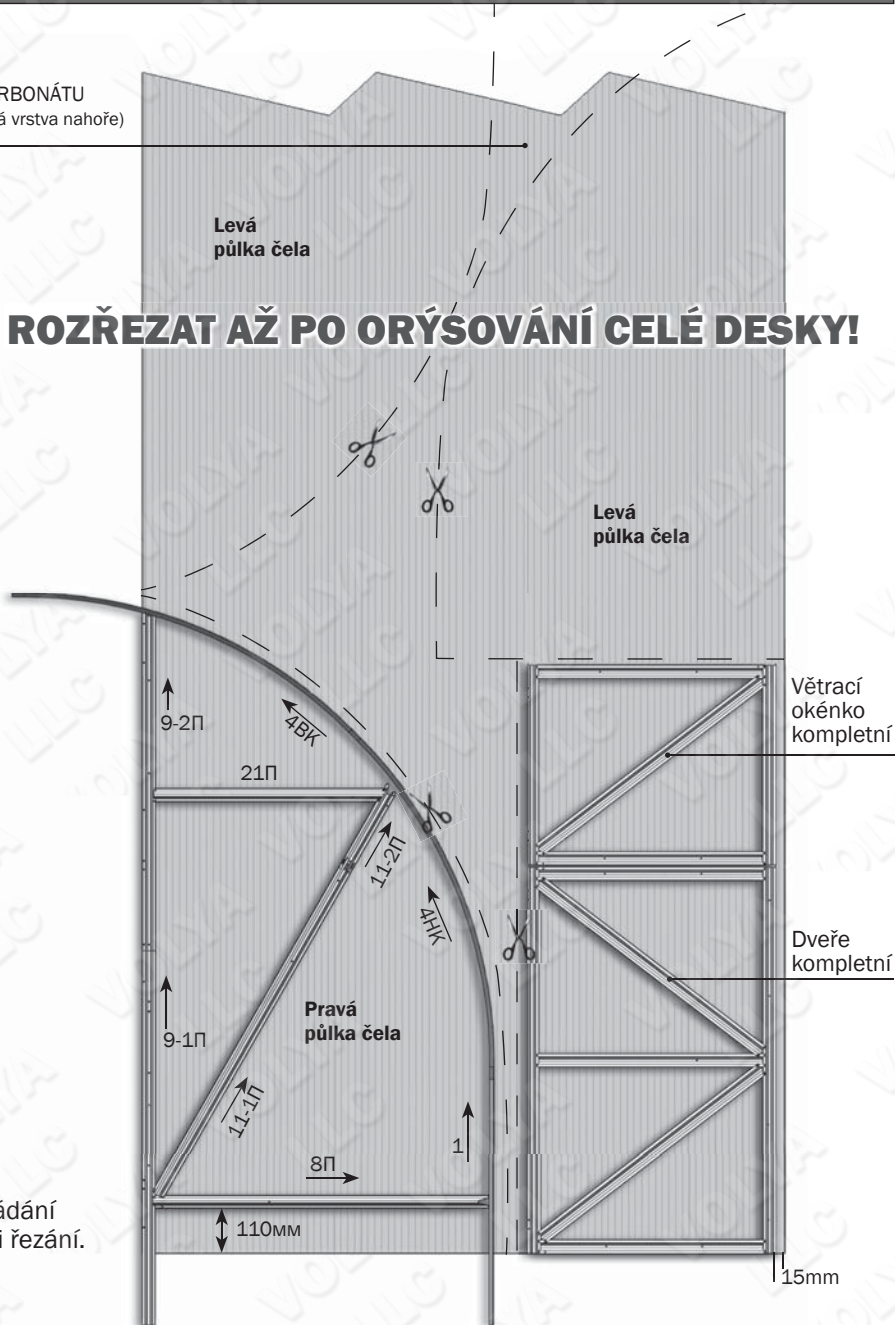 RBONÁTU
á vrstva nahoře)
Levá
půlka čela
ROZŘEZAT AŽ PO ORÝSOVÁNÍ CELÉ DESKY!
Levá
půlka čela
Větrací
okénko
kompletní
9-2П
4ВК
21П
11-2П
4НК
Dveře
kompletní
Pravá
půlka čela
9-1П
11-1П
1
8П
ádání
i řezání.
110мм
15mm
VOLYA
LLC